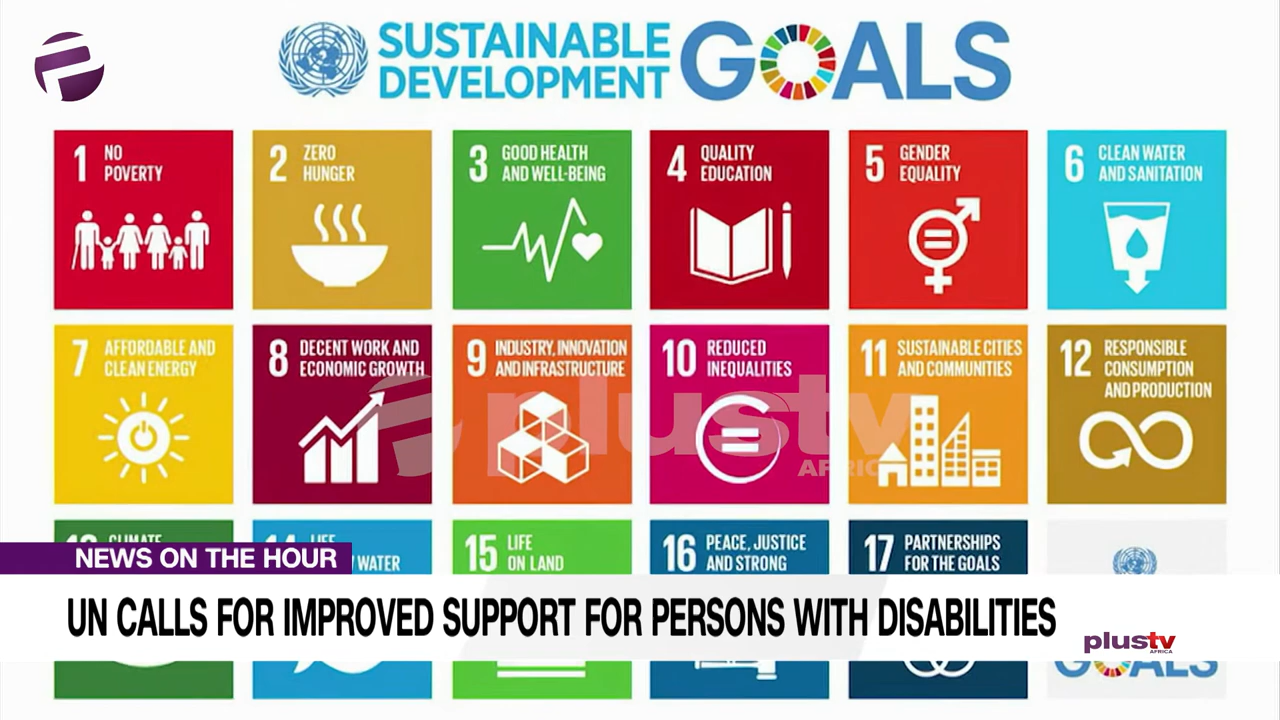 SUSTAINABLE
DEVELOPMENT
GOALS
1 NO
POVERTY
2 ZERO
HUNGER
3 GOOD HEALTH
AND WELL-BEING
4 QUALITY
EDUCATION
5 GENDER
EQUALITY
6 CLEAN WATER
AND SANITATION
7 AFFORDABLE AND
CLEAN ENERGY
8 DECENT WORK AND
ECONOMIC GROWTH
9 INDUSTRY, INNOVATION
AND INFRASTRUCTURE
10 REDUCED
INEQUALITIES
11 SUSTAINABLE CITIES
AND COMMUNITIES
12 RESPONSIBLE
CONSUMPTION
AND PRODUCTION
plustv
AFRICA
CLIMATE
WATER
15 LIFE
ON LAND
16 PEACE, JUSTICE
AND STRONG
17 PARTNERSHIPS
FOR THE GOALS
NEWS ON THE HOUR
UN CALLS FOR IMPROVED SUPPORT FOR PERSONS WITH DISABILITIES
plustv
AFRICA
GOALS